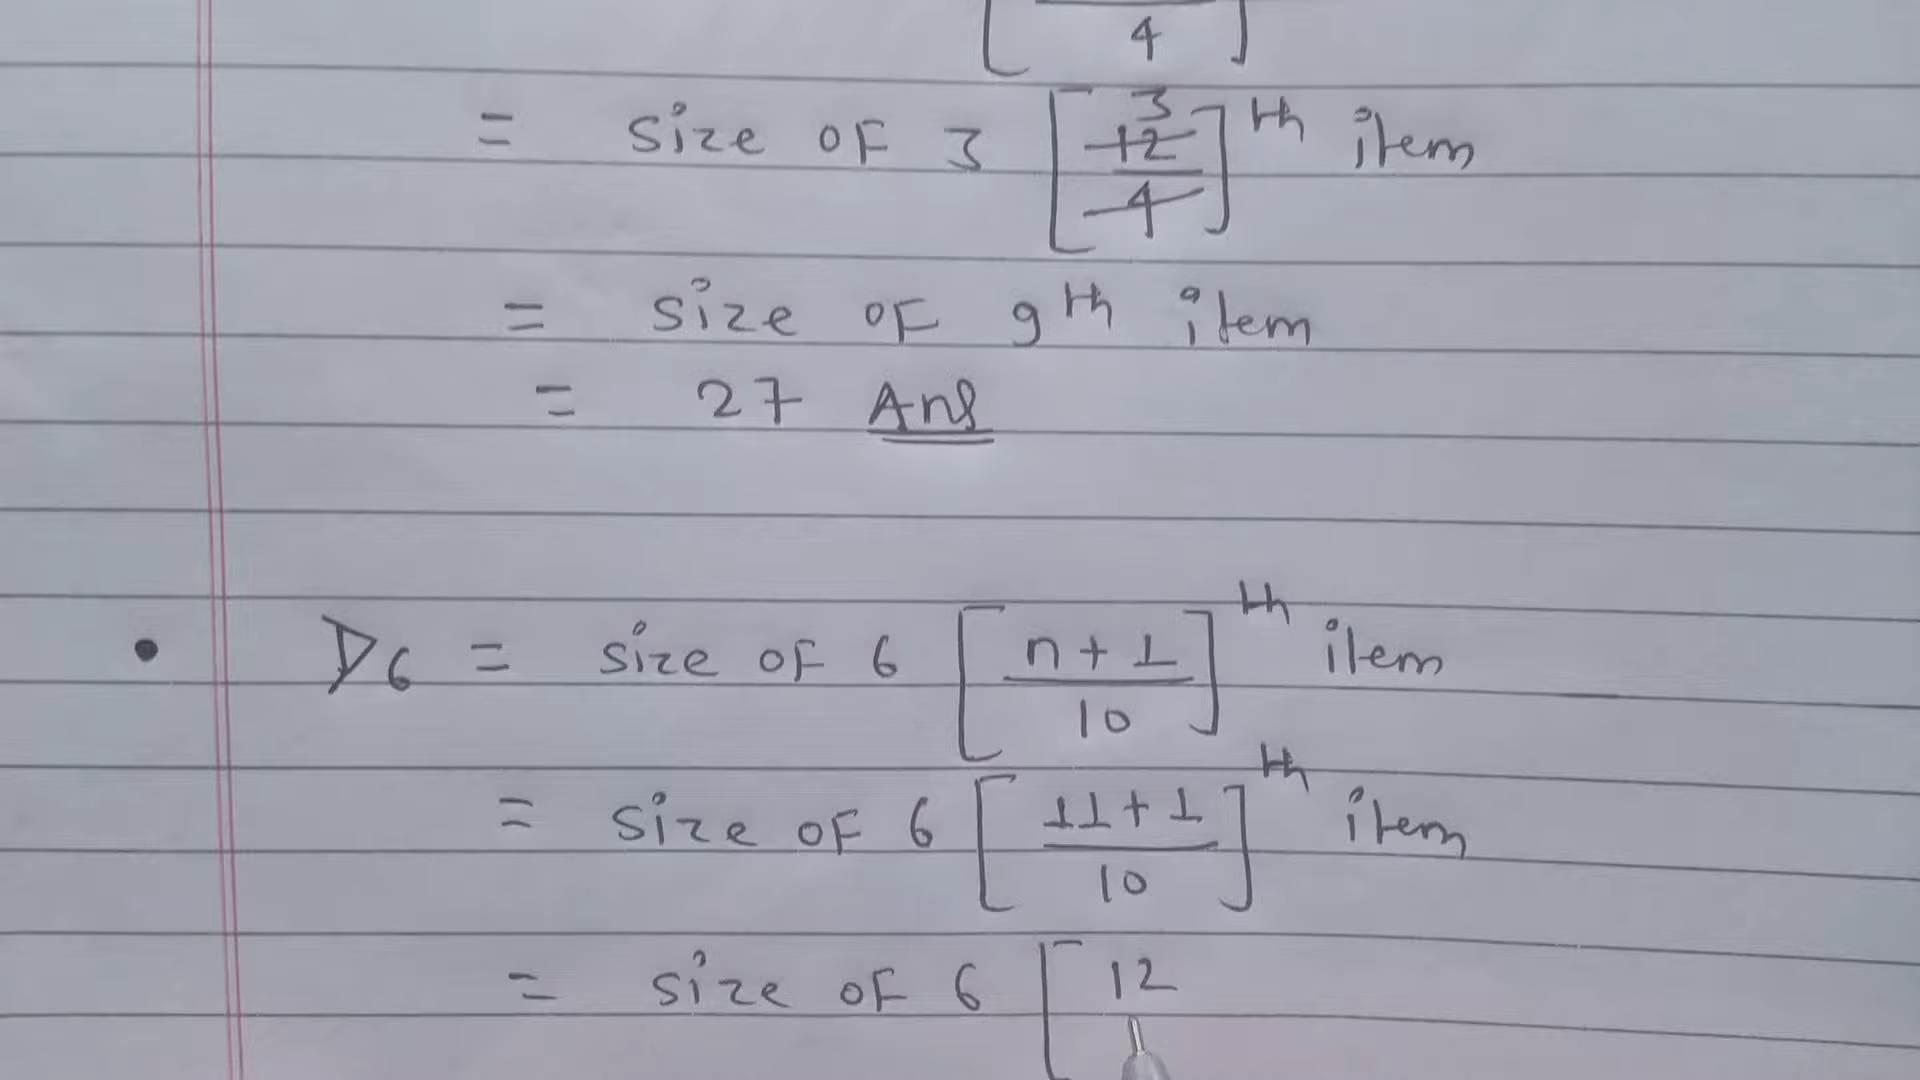 4
= size of 3 [12/4]th item 3
= size of 9th item
= 27 Ans
• D6 = size of 6 [n+1/10]th item
= size of 6 [11+1/10]th item
= size of 6 [12